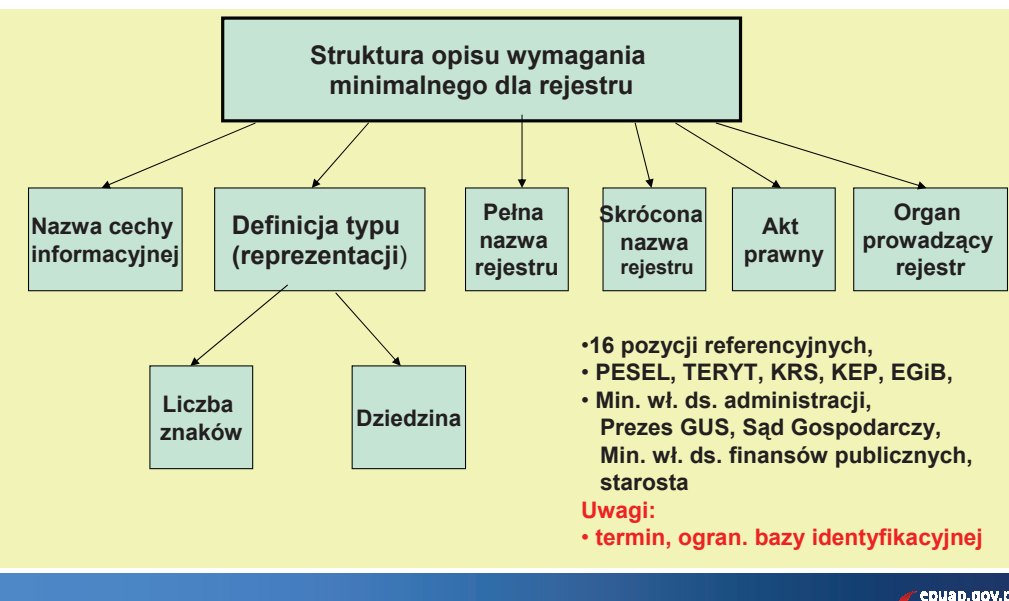 Struktura opisu wymagania
minimalnego dla rejestru
Nazwa cechy
informacyjnej
Definicja typu
(reprezentacji)
Pełna
nazwa
rejestru
Skrócona
nazwa
rejestru
Akt
prawny
Organ
prowadzący
rejestr
Liczba
znaków
Dziedzina
•16 pozycji referencyjnych,
• PESEL, TERYT, KRS, KEP, EGiB,
• Min. wł. ds. administracji,
Prezes GUS, Sąd Gospodarczy,
Min. wł. ds. finansów publicznych,
starosta
Uwagi:
• termin, ogran. bazy identyfikacyjnej
epuap.gov.p